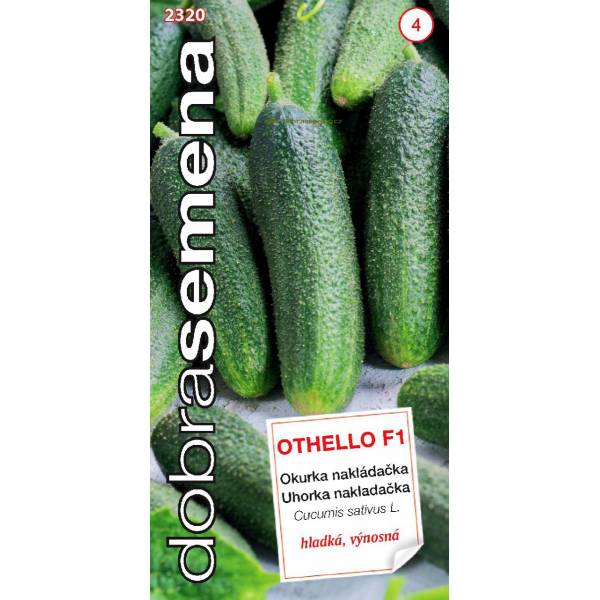 2320
4
dobrasemena
OTHELLO F1
Okurka nakládačka
Uhorka nakladačka
Cucumis sativus L.
hladká, výnosná